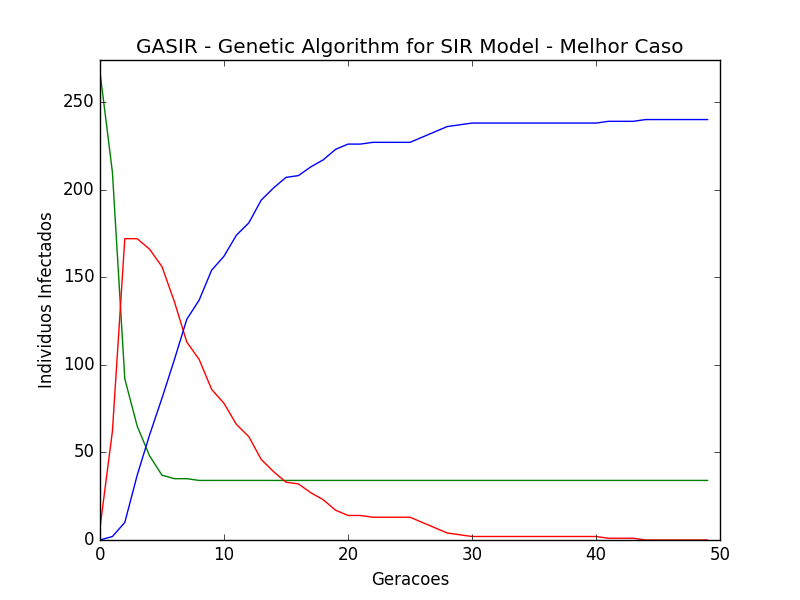 GASIR - Genetic Algorithm for SIR Model - Melhor Caso
250
200
150
100
50
0
Individuos Infectados
0 10 20 30 40 50
Geracoes